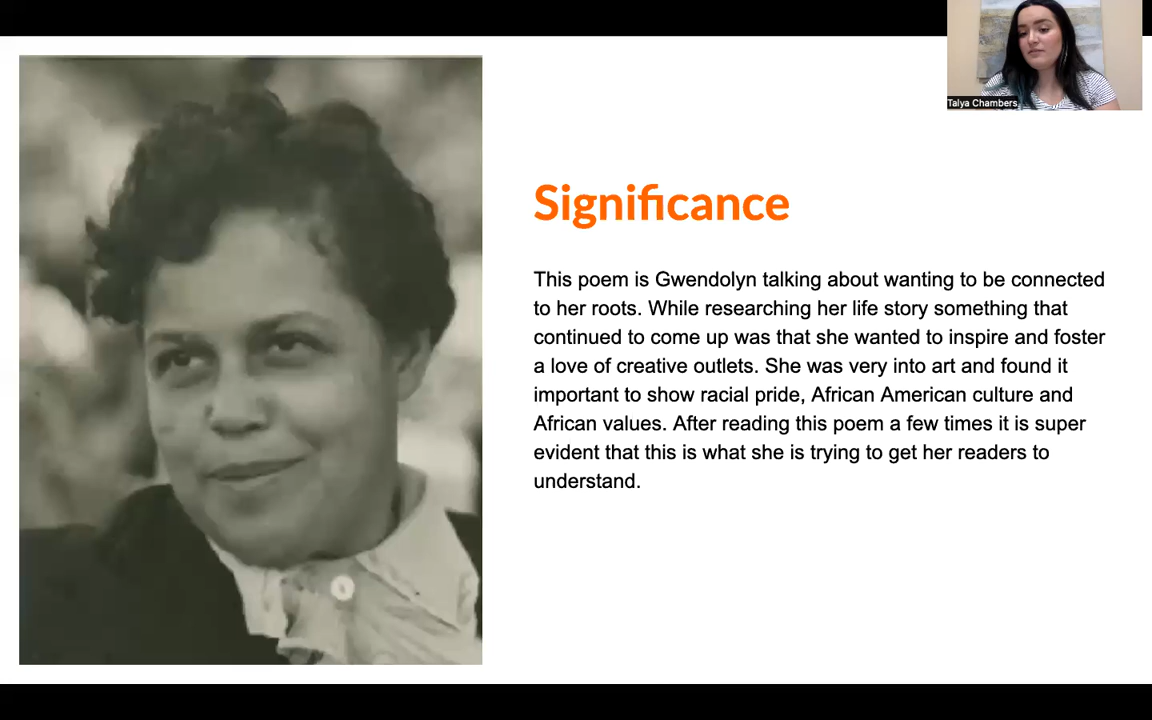 Talya Chambers
Significance
This poem is Gwendolyn talking about wanting to be connected
to her roots. While researching her life story something that
continued to come up was that she wanted to inspire and foster
a love of creative outlets. She was very into art and found it
important to show racial pride, African American culture and
African values. After reading this poem a few times it is super
evident that this is what she is trying to get her readers to
understand.